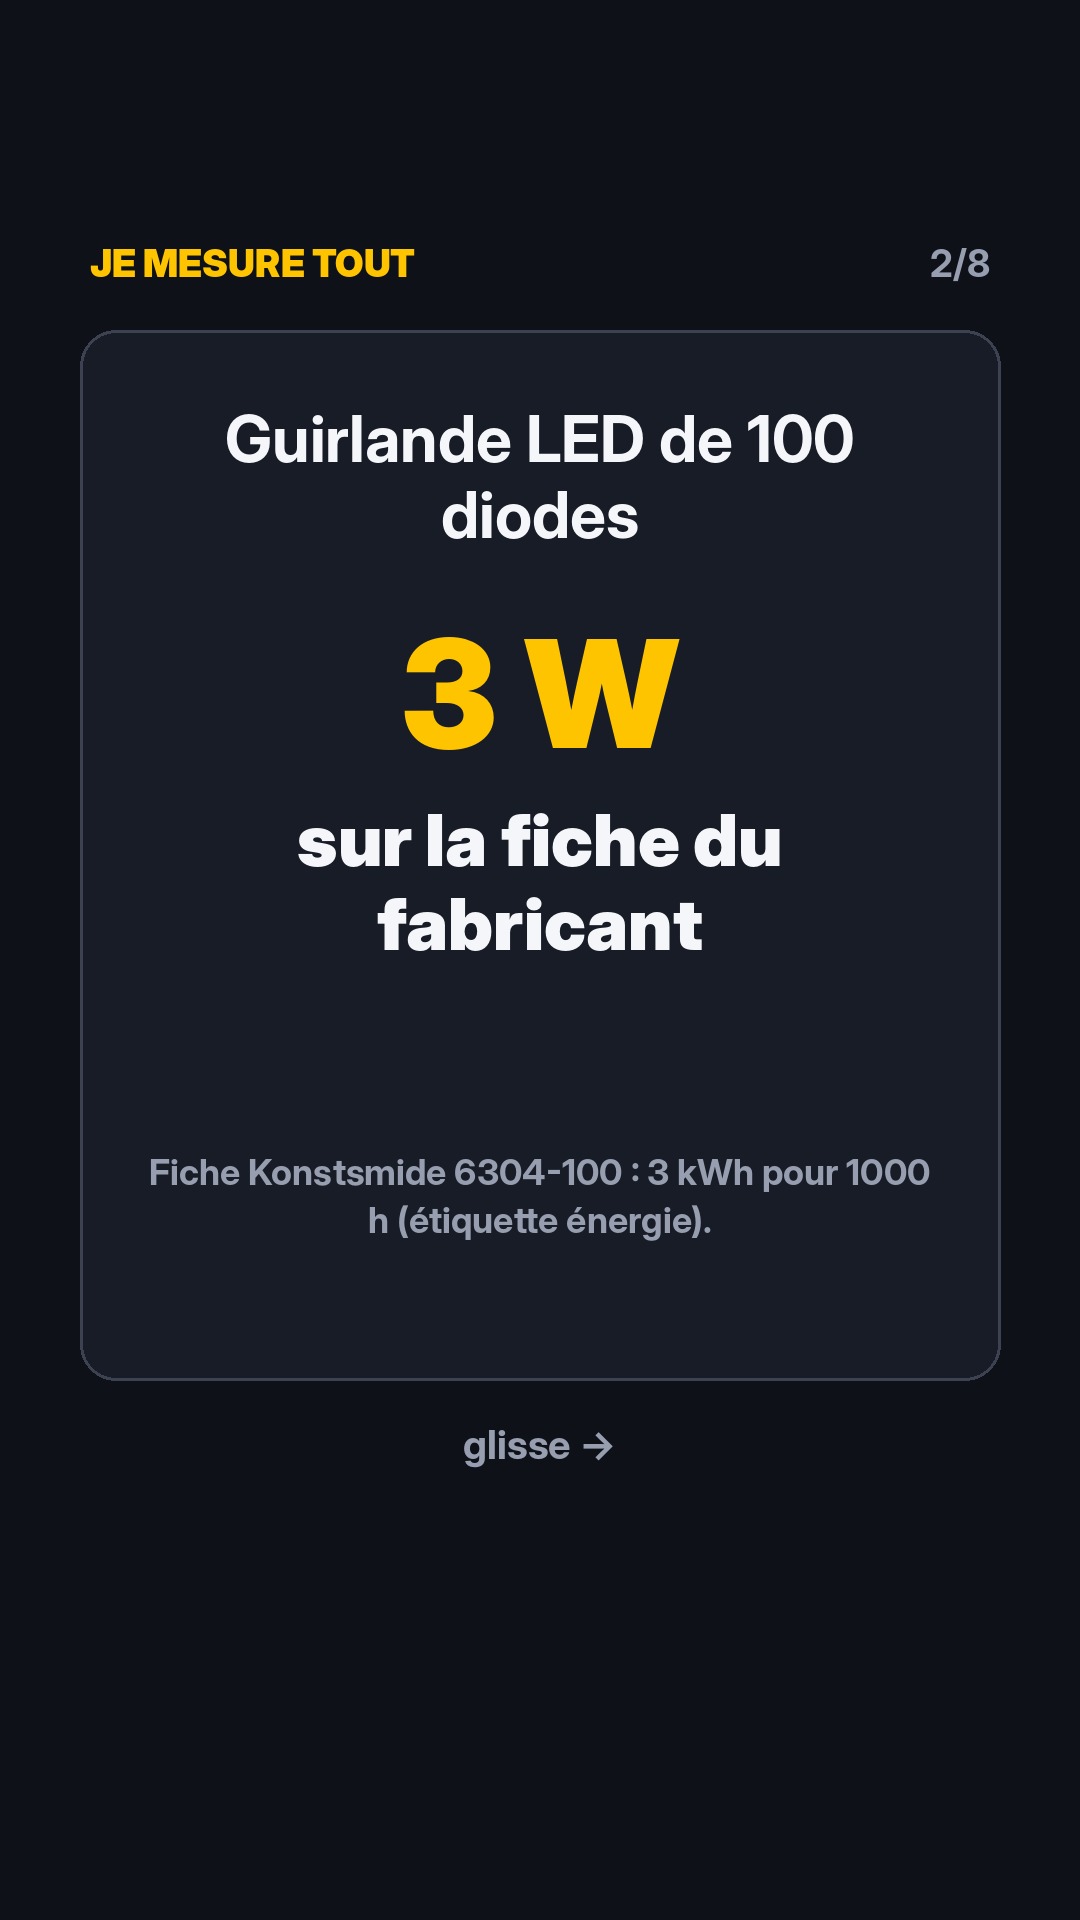 JE MESURE TOUT
2/8
Guirlande LED de 100
diodes
3 W
sur la fiche du
fabricant
Fiche Konstsmide 6304-100 : 3 kWh pour 1000
h (étiquette énergie).
glisse →